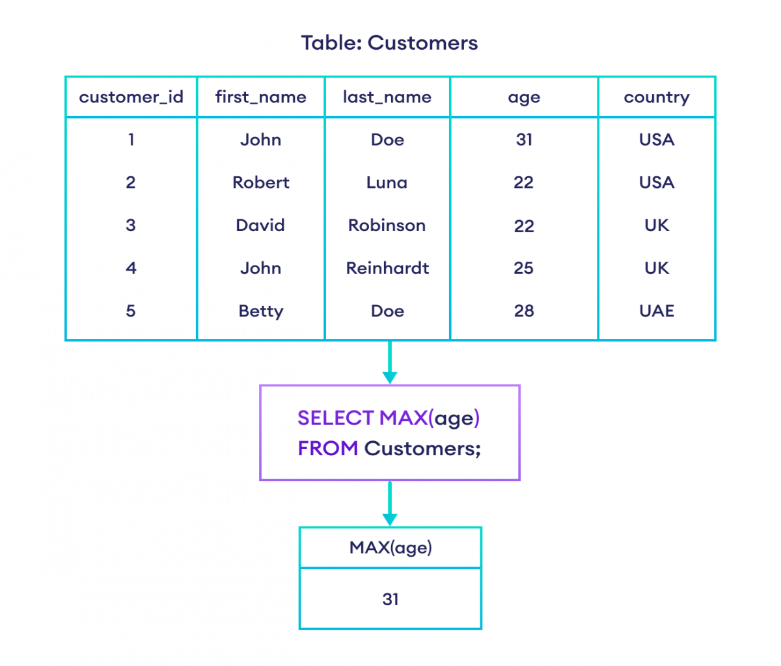 Table: Customers
customer_id first_name last_name age country
1 John Doe 31 USA
2 Robert Luna 22 USA
3 David Robinson 22 UK
4 John Reinhardt 25 UK
5 Betty Doe 28 UAE
SELECT MAX(age)
FROM Customers;
MAX(age)
31